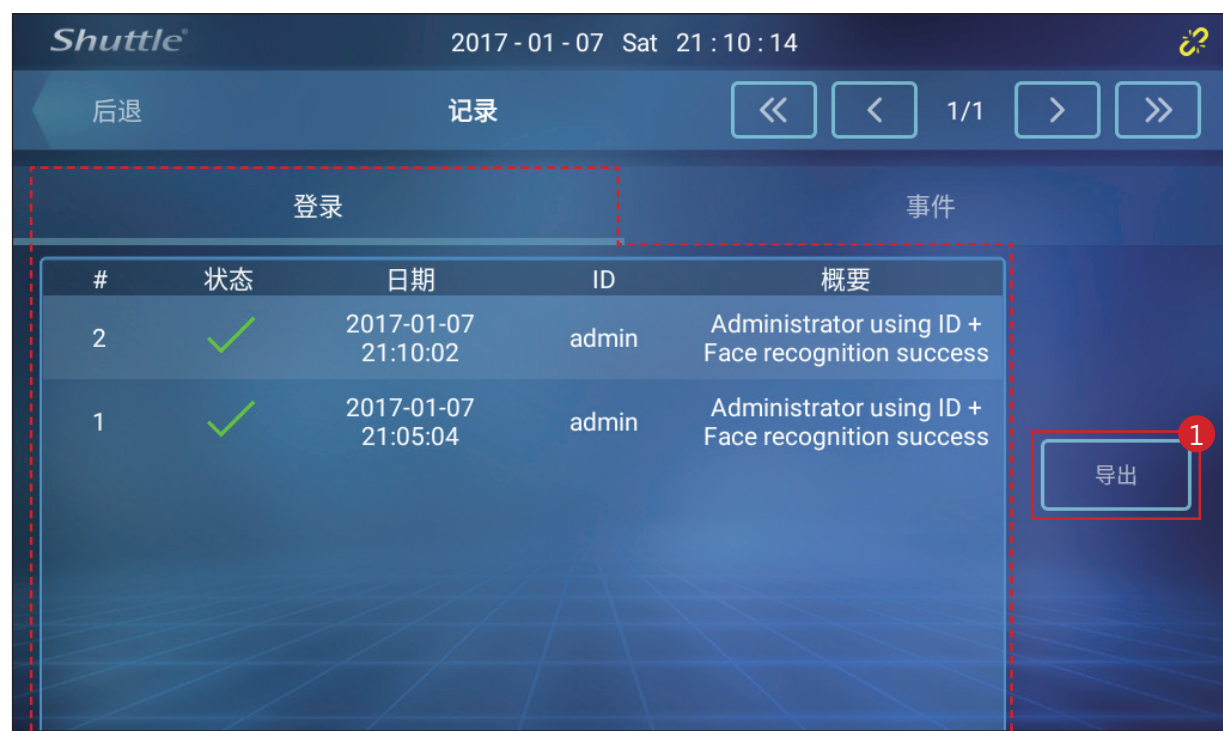 Shuttle® 2017-01-07 Sat 21:10:14
后退 记录 1/1
登录 事件
# 状态 日期 ID 概要
2 2017-01-07 21:10:02 admin Administrator using ID +
Face recognition success
1 2017-01-07 21:05:04 admin Administrator using ID +
Face recognition success
1
导出